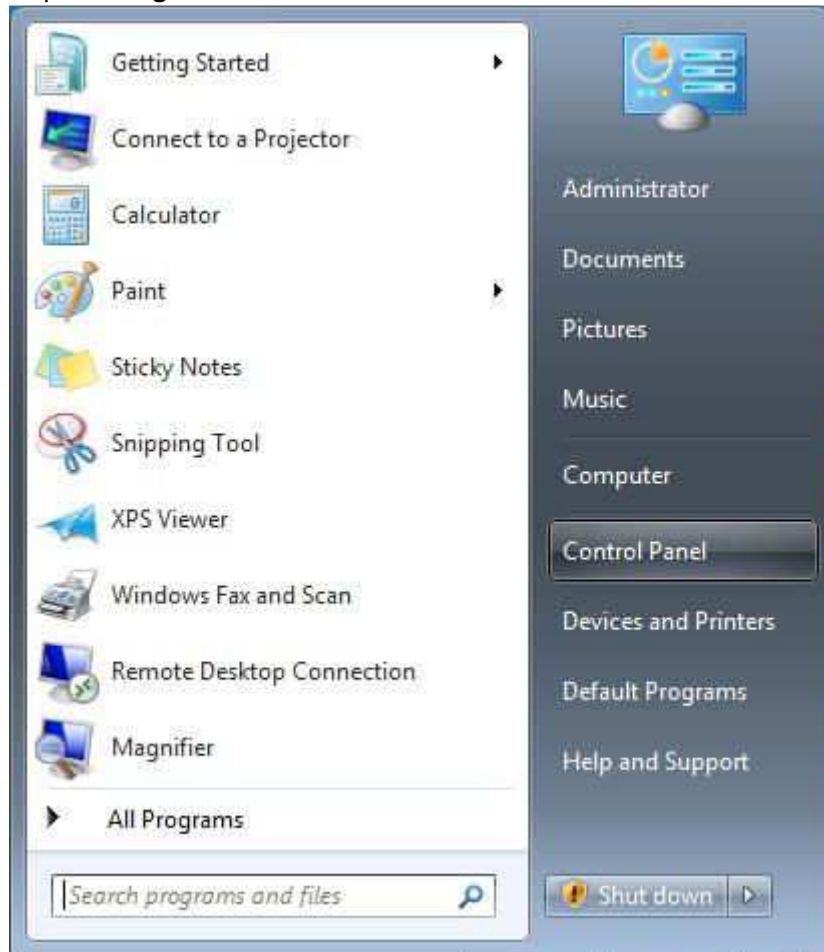 Getting Started
Connect to a Projector
Calculator
Paint
Sticky Notes
Snipping Tool
XPS Viewer
Windows Fax and Scan
Remote Desktop Connection
Magnifier
All Programs
Search programs and files
Administrator
Documents
Pictures
Music
Computer
Control Panel
Devices and Printers
Default Programs
Help and Support
Shut down